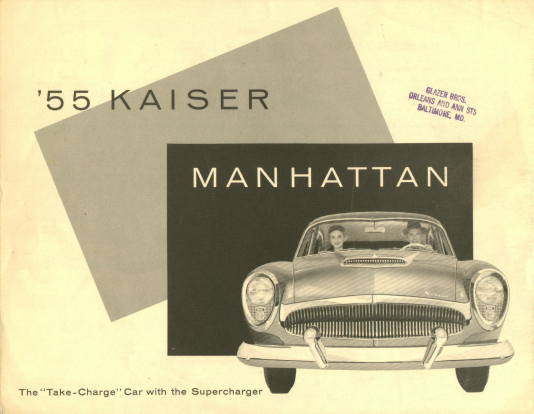 '55 KAISER
GLAZER BROS.
ORLEANS AND ANN STS
BALTIMORE, MD.
MANHATTAN
The "Take-Charge" Car with the Supercharger